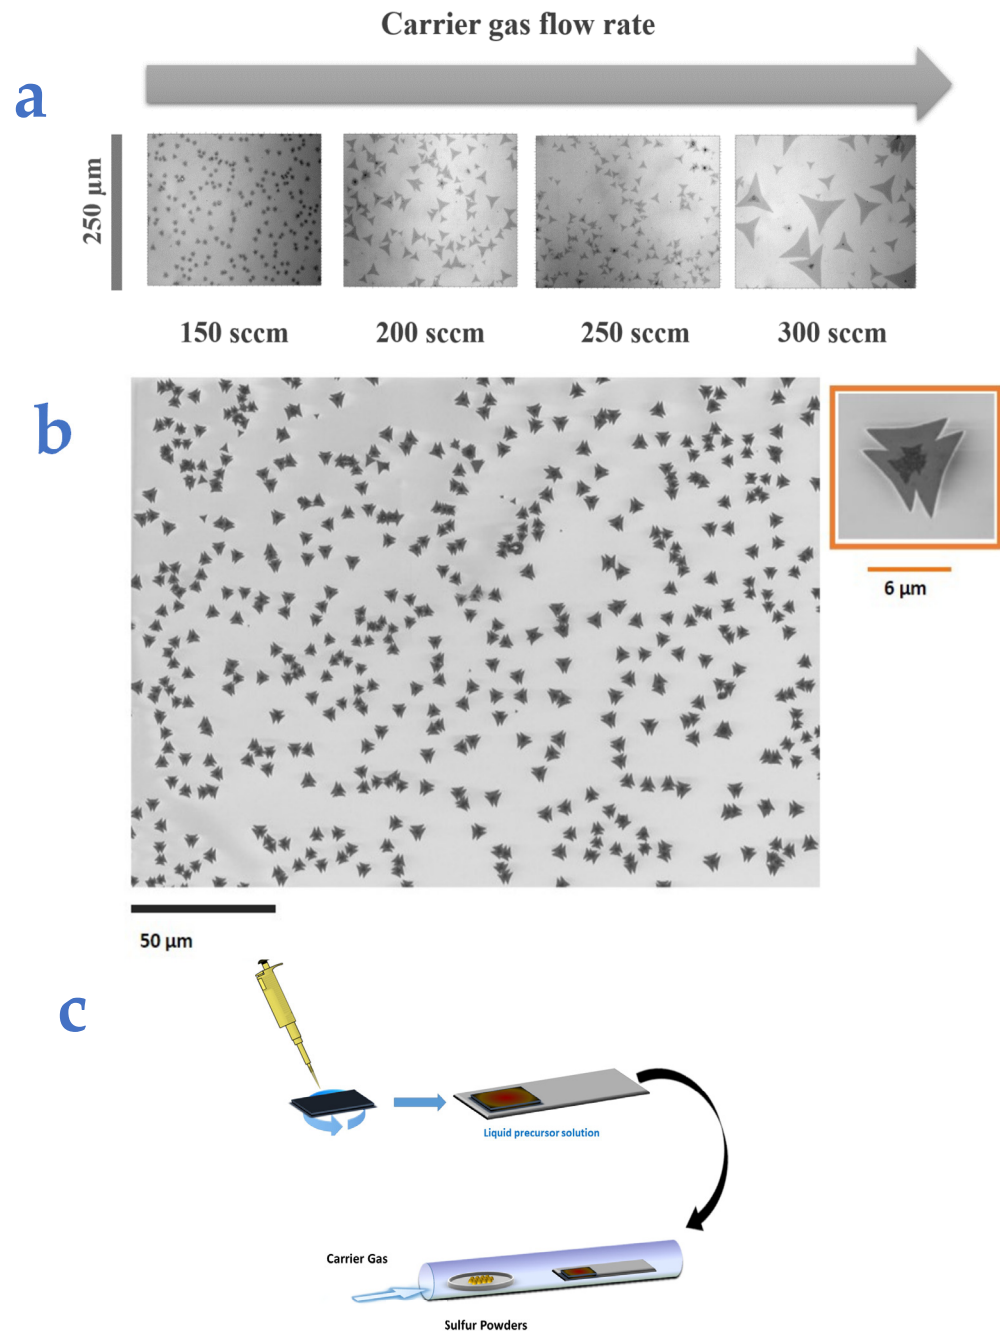 Carrier gas flow rate
a
250 µm
150 sccm
200 sccm
250 sccm
300 sccm
b
6 µm
50 µm
c
Liquid precursor solution
Carrier Gas
Sulfur Powders